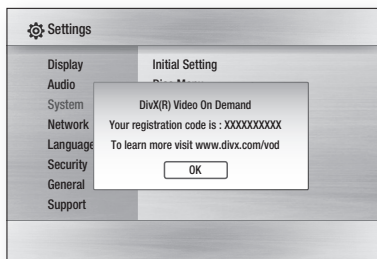 Settings
Display
Initial Setting
Audio
System
DivX(R) Video On Demand
Network
Your registration code is : XXXXXXXXXX
Language
To learn more visit www.divx.com/vod
Security
OK
General
Support